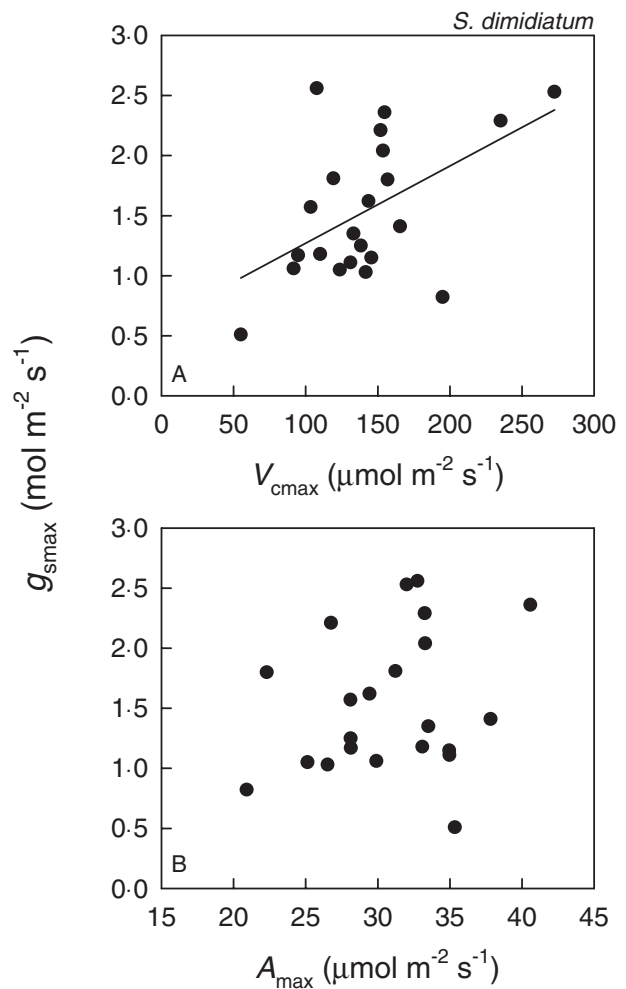 S. dimidiatum
3·0
2·5
2·0
1·5
1·0
0·5
0·0
A
0 50 100 150 200 250 300
Vcmax (μmol m-2 s-1)
gsmax (mol m-2 s-1)
3·0
2·5
2·0
1·5
1·0
0·5
0·0
B
15 20 25 30 35 40 45
Amax (μmol m-2 s-1)